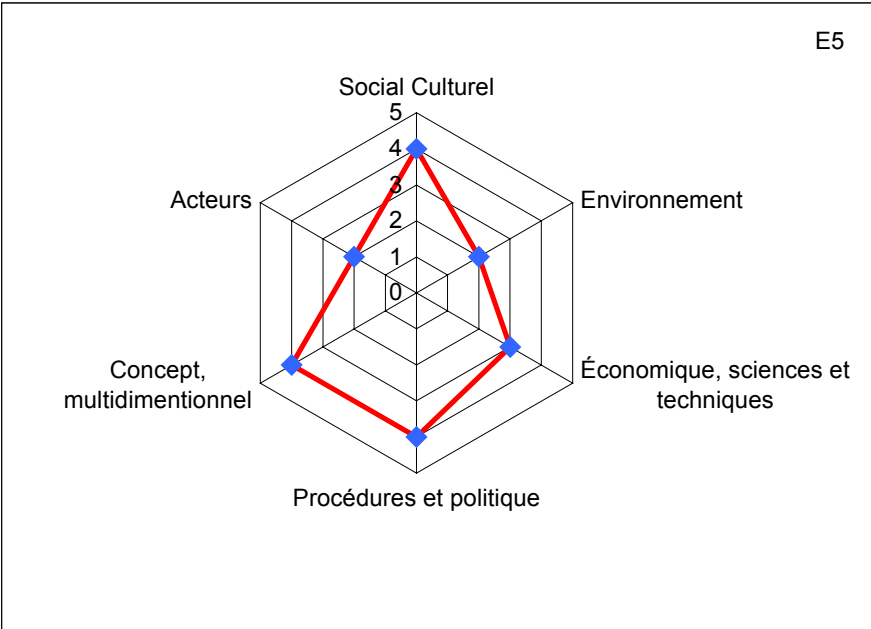 E5
Social Culturel
5
4
3
2
1
0
Environnement
Économique, sciences et
techniques
Procédures et politique
Concept,
multidimentionnel
Acteurs